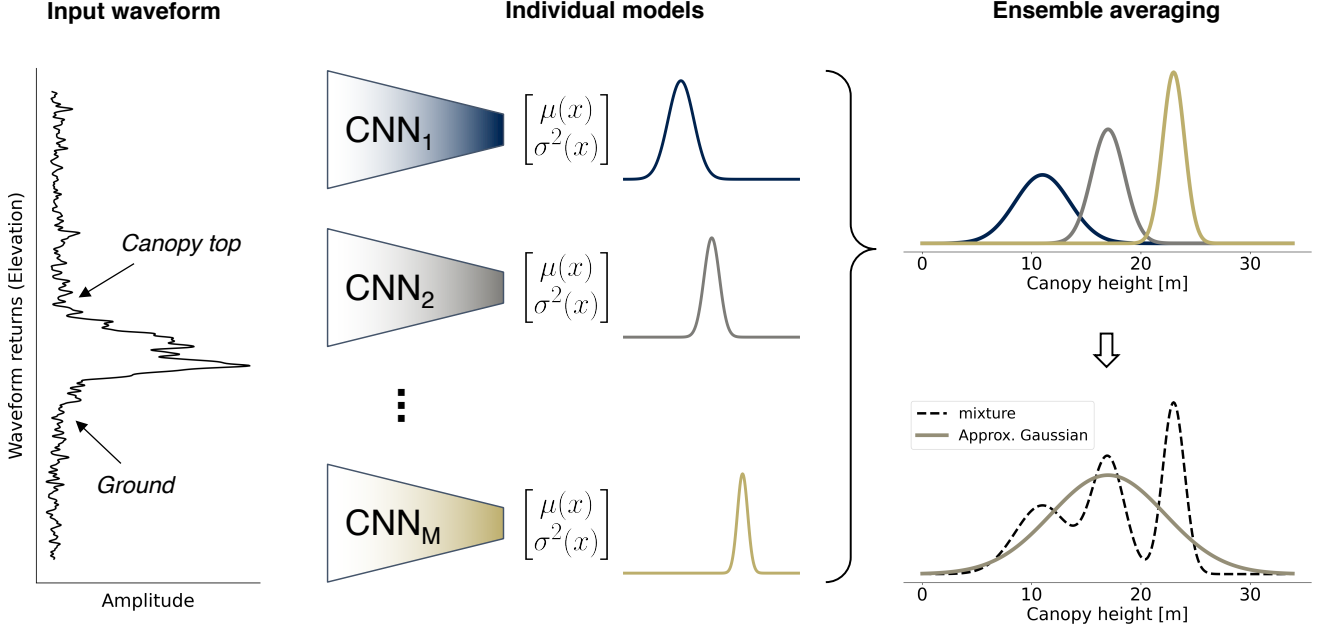 Input waveform
Individual models
Ensemble averaging
Waveform returns (Elevation)
Canopy top
Ground
Amplitude
CNN1
μ(x)
σ²(x)
CNN2
μ(x)
σ²(x)
CNNM
μ(x)
σ²(x)
0 10 20 30
Canopy height [m]
mixture
Approx. Gaussian
0 10 20 30
Canopy height [m]